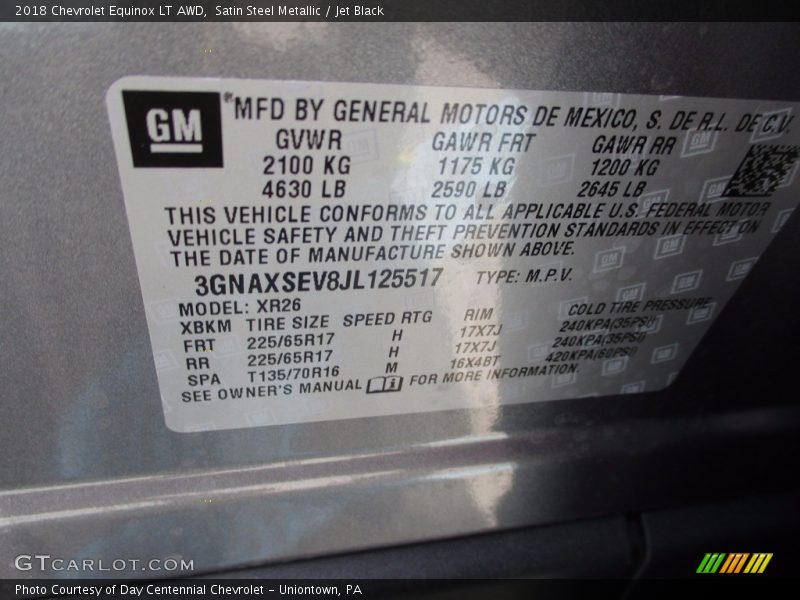 2018 Chevrolet Equinox LT AWD, Satin Steel Metallic / Jet Black
GM
*MFD BY GENERAL MOTORS DE MEXICO, S. DE R.L. DE C.V.
GVWR GAWR FRT GAWR RR
2100 KG 1175 KG 1200 KG
4630 LB 2590 LB 2645 LB
THIS VEHICLE CONFORMS TO ALL APPLICABLE U.S. FEDERAL MOTOR
VEHICLE SAFETY AND THEFT PREVENTION STANDARDS IN EFFECT ON
THE DATE OF MANUFACTURE SHOWN ABOVE.
3GNAXSEV8JL125517 TYPE: M.P.V.
MODEL: XR26
XBKM TIRE SIZE SPEED RTG RIM COLD TIRE PRESSURE
FRT 225/65R17 H 17X7J 240KPA(35PSI)
RR 225/65R17 H 17X7J 240KPA(35PSI)
SPA T135/70R16 M 16X4BT 420KPA(60PSI)
SEE OWNER'S MANUAL FOR MORE INFORMATION.
GTCARLOT.COM
Photo Courtesy of Day Centennial Chevrolet - Uniontown, PA